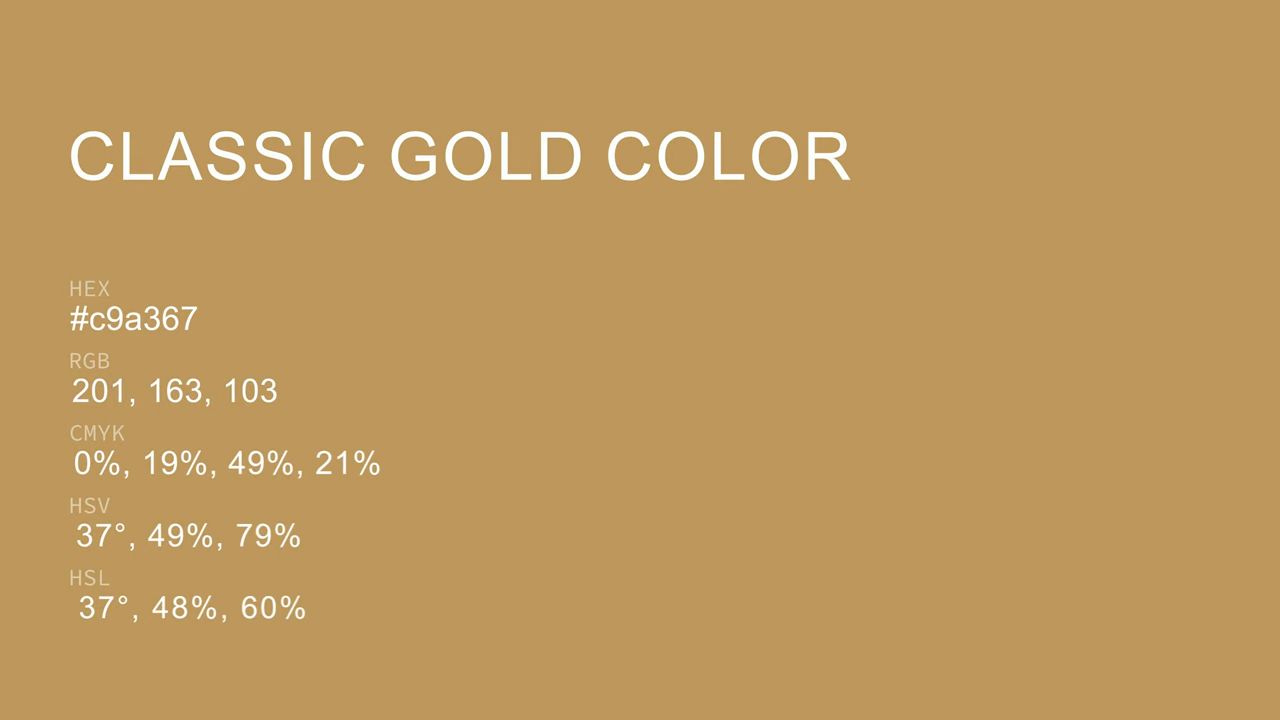 CLASSIC GOLD COLOR
HEX
#c9a367
RGB
201, 163, 103
CMYK
0%, 19%, 49%, 21%
HSV
37°, 49%, 79%
HSL
37°, 48%, 60%